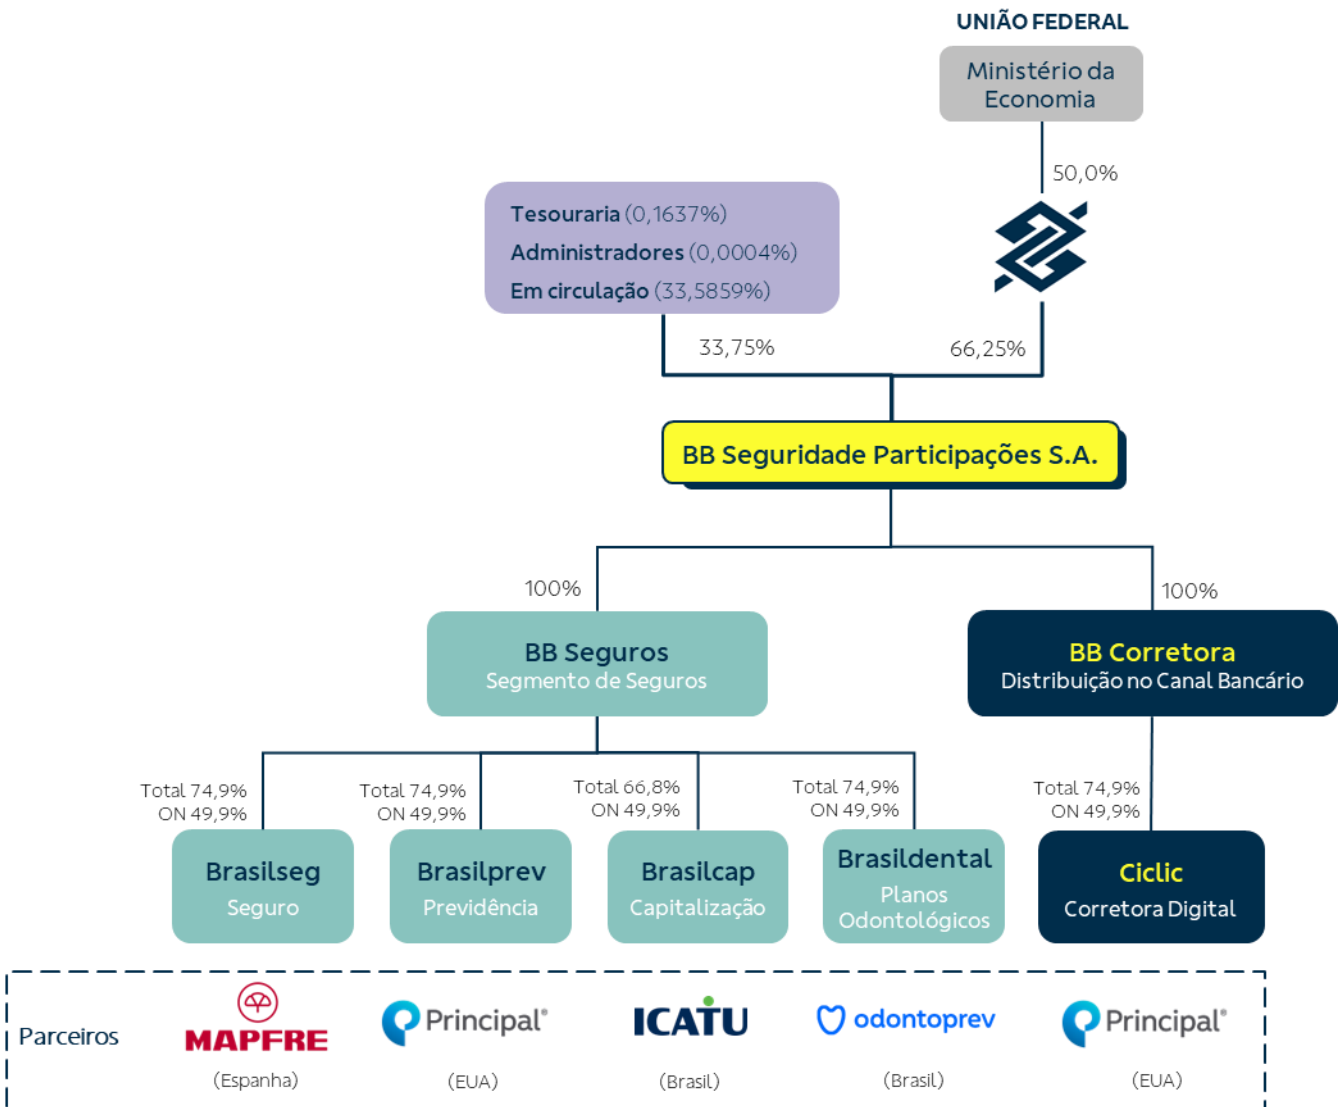 UNIÃO FEDERAL
Ministério da
Economia
50,0%
Tesouraria (0,1637%)
Administradores (0,0004%)
Em circulação (33,5859%)
33,75%
66,25%
BB Seguridade Participações S.A.
100%
100%
BB Seguros
Segmento de Seguros
BB Corretora
Distribuição no Canal Bancário
Total 74,9%
ON 49,9%
Total 74,9%
ON 49,9%
Total 66,8%
ON 49,9%
Total 74,9%
ON 49,9%
Total 74,9%
ON 49,9%
Brasilseg
Seguro
Brasilprev
Previdência
Brasilcap
Capitalização
Brasildental
Planos
Odontológicos
Ciclic
Corretora Digital
Parceiros
MAPFRE
(Espanha)
Principal®
(EUA)
ICATU
(Brasil)
odontoprev
(Brasil)
Principal®
(EUA)